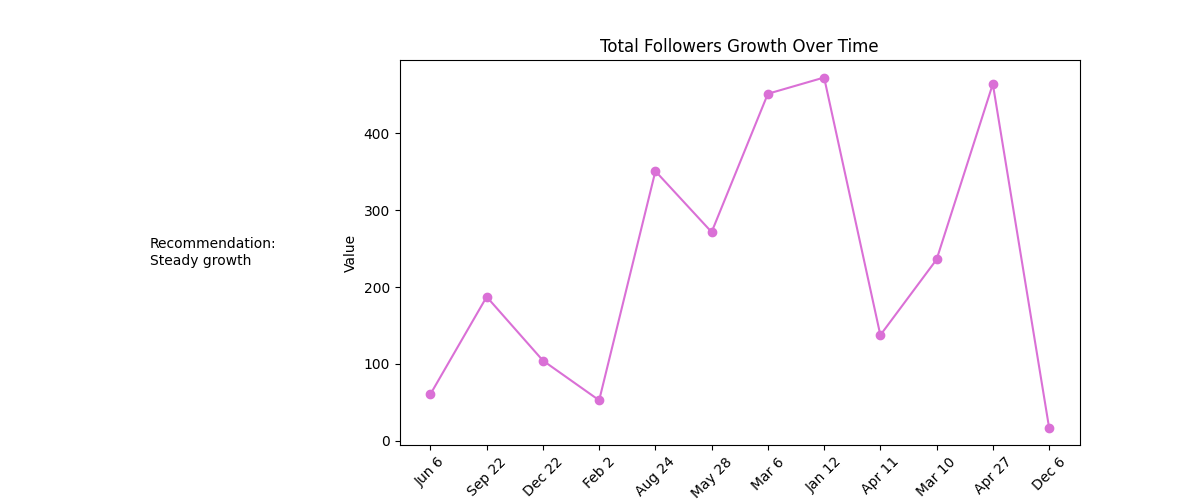 Total Followers Growth Over Time
Recommendation:
Steady growth
Value
400
300
200
100
0
Jun 6
Sep 22
Dec 22
Feb 2
Aug 24
May 28
Mar 6
Jan 12
Apr 11
Mar 10
Apr 27
Dec 6